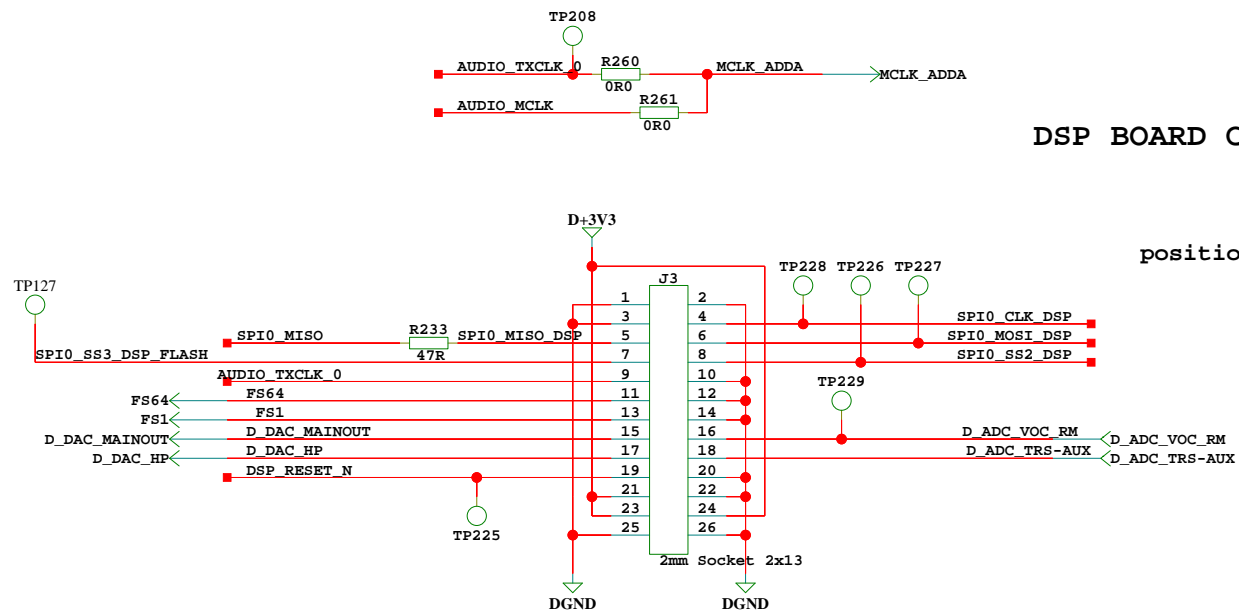 TP208
AUDIO_TXCLK_0 R260 MCLK_ADDA MCLK_ADDA
0R0
AUDIO_MCLK R261
0R0
DSP BOARD C
D+3V3
positio
TP127
J3
TP228 TP226 TP227
1 2
3 4 SPI0_CLK_DSP
SPI0_MISO R233 SPI0_MISO_DSP 5 6 SPI0_MOSI_DSP
47R
SPI0_SS3_DSP_FLASH 7 8 SPI0_SS2_DSP
AUDIO_TXCLK_0 9 10 TP229
FS64 FS64 11 12
FS1 FS1 13 14
D_DAC_MAINOUT D_DAC_MAINOUT 15 16 D_ADC_VOC_RM D_ADC_VOC_RM
D_DAC_HP D_DAC_HP 17 18 D_ADC_TRS-AUX D_ADC_TRS-AUX
DSP_RESET_N 19 20
21 22
23 24
TP225
25 26
2mm Socket 2x13
DGND DGND